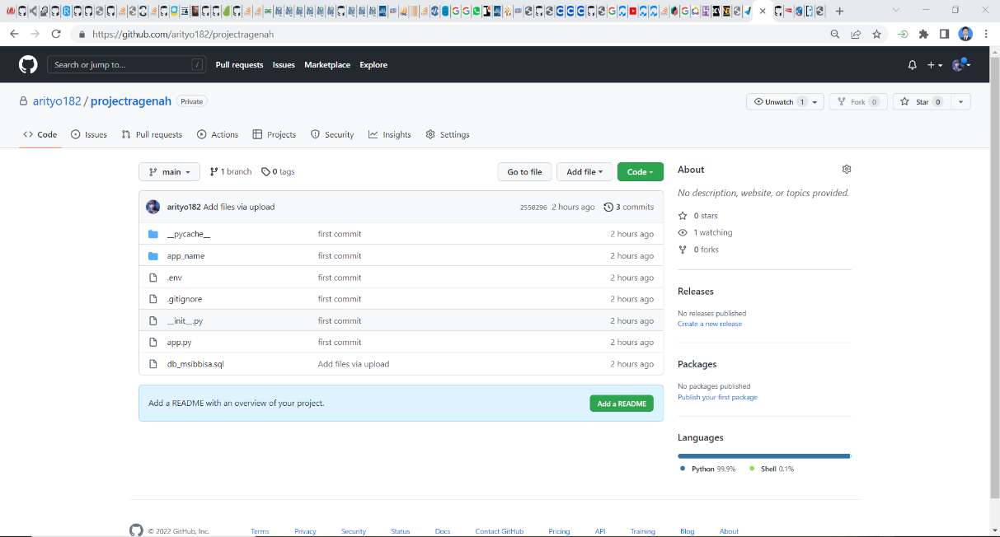 https://github.com/arityo182/projectragenah
Search or jump to... /
Pull requests Issues Marketplace Explore
arityo182 / projectragenah Private
Unwatch 1 Fork 0 Star 0
Code Issues Pull requests Actions Projects Security Insights Settings
main 1 branch 0 tags Go to file Add file Code
arityo182 Add files via upload 2550296 2 hours ago 3 commits
__pycache__ first commit 2 hours ago
app_name first commit 2 hours ago
.env first commit 2 hours ago
.gitignore first commit 2 hours ago
__init__.py first commit 2 hours ago
app.py first commit 2 hours ago
db_msibbisa.sql Add files via upload 2 hours ago
Add a README with an overview of your project. Add a README
About
No description, website, or topics provided.
0 stars
1 watching
0 forks
Releases
No releases published
Create a new release
Packages
No packages published
Publish your first package
Languages
Python 99.9% Shell 0.1%
© 2022 GitHub, Inc. Terms Privacy Security Status Docs Contact GitHub Pricing API Training Blog About